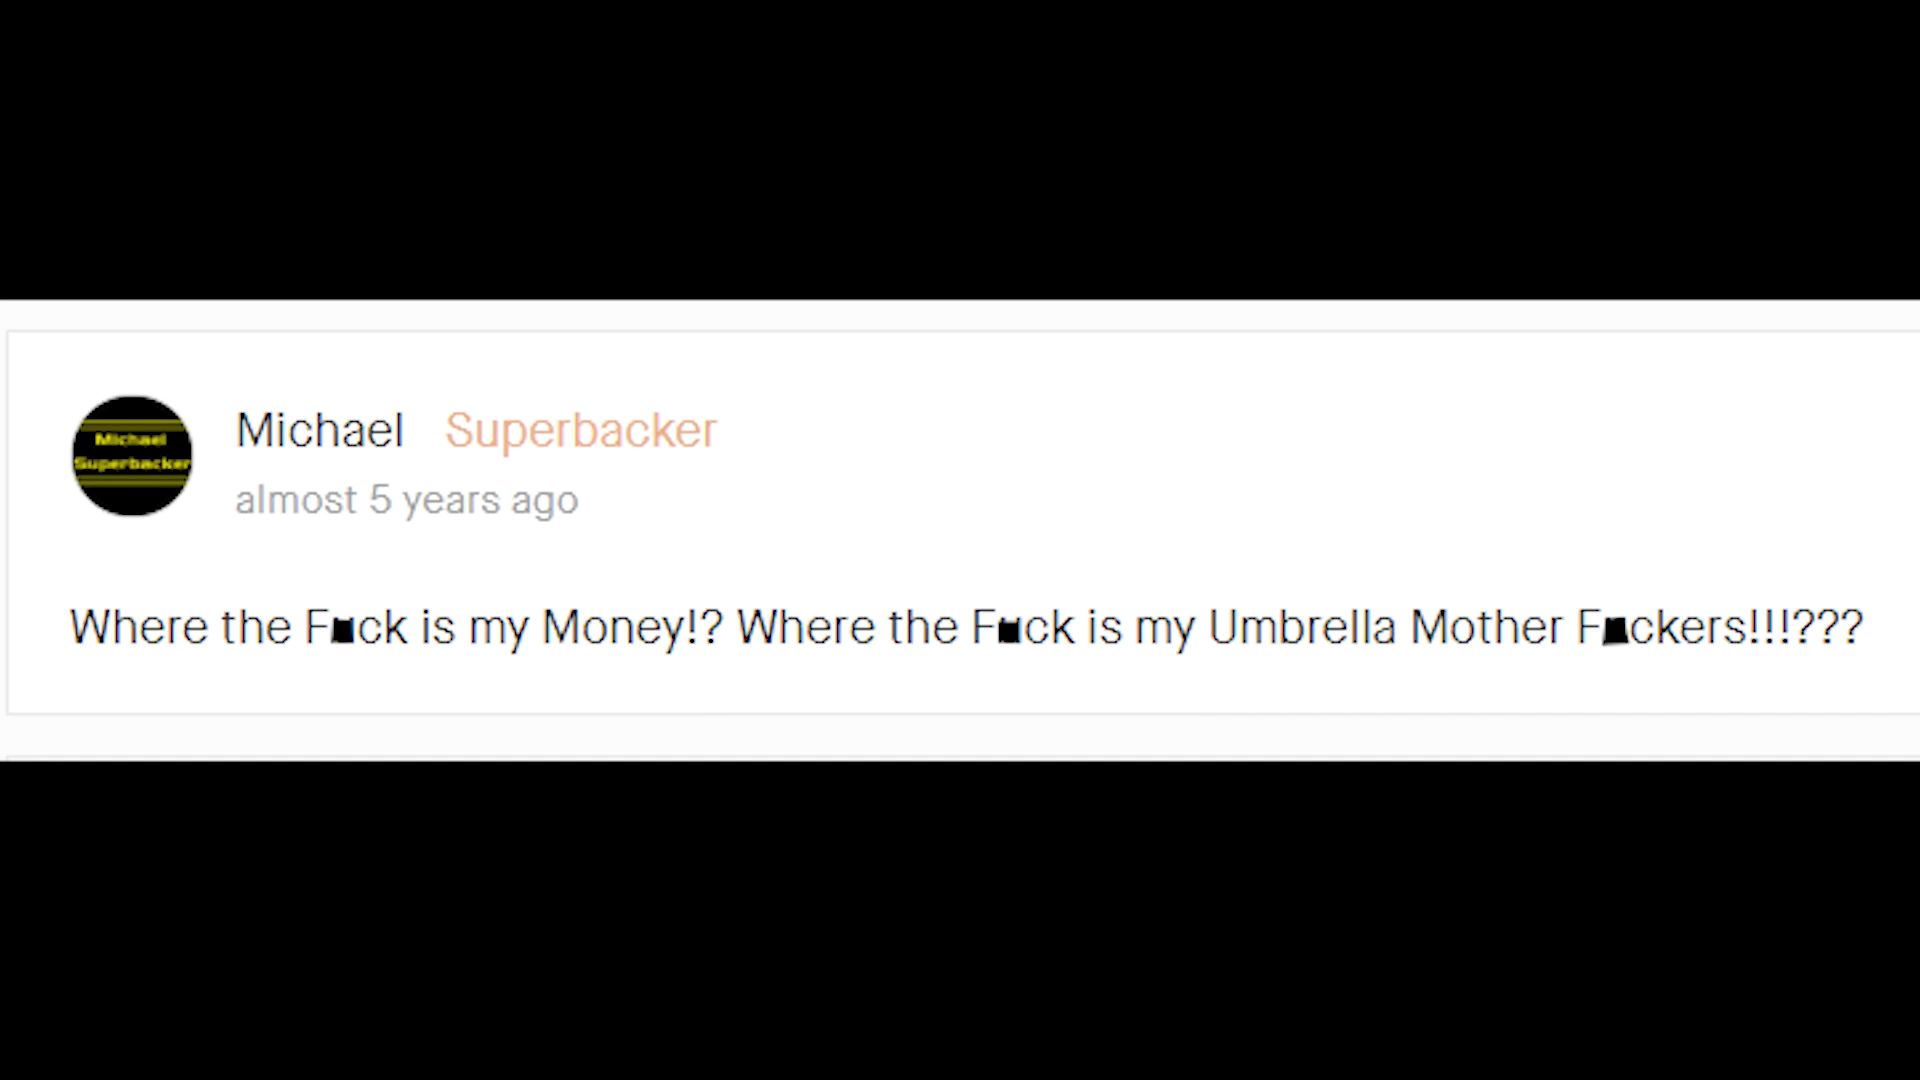 Michael
Superbacker
Michael Superbacker
almost 5 years ago
Where the F■ck is my Money!? Where the F■ck is my Umbrella Mother F■ckers!!!???